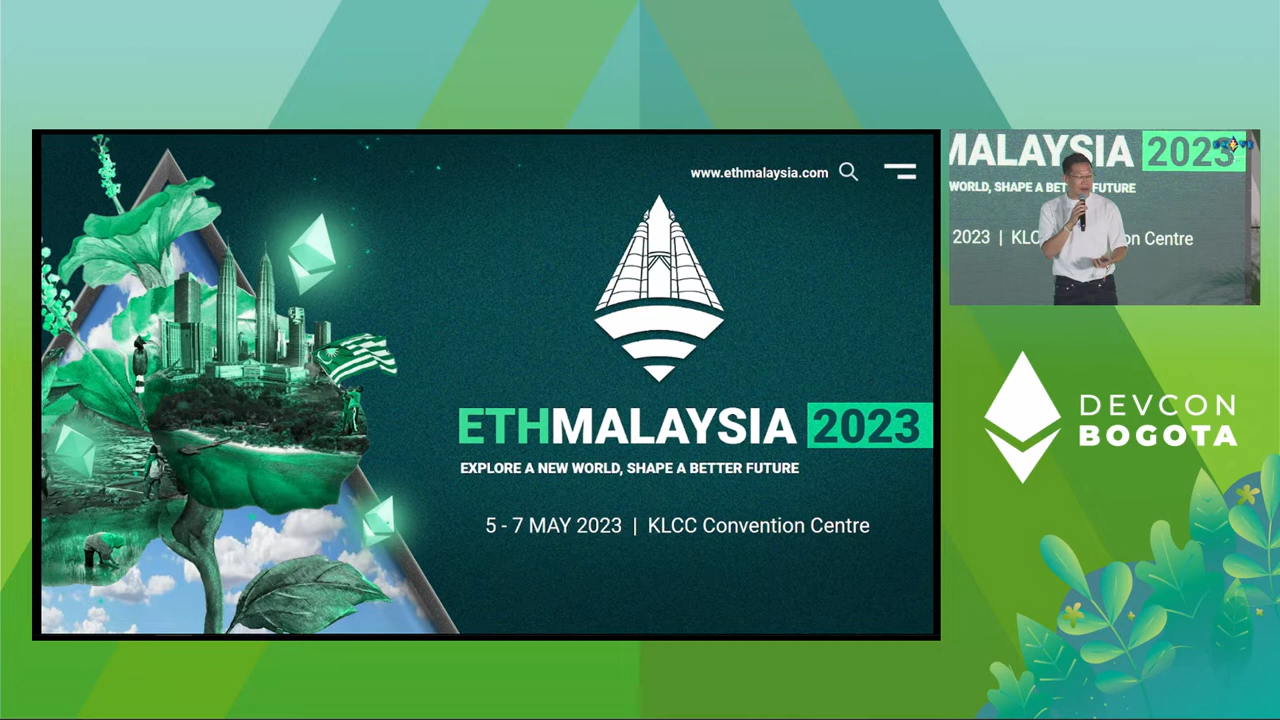 www.ethmalaysia.com
ETHMALAYSIA 2023
EXPLORE A NEW WORLD, SHAPE A BETTER FUTURE
5 - 7 MAY 2023 | KLCC Convention Centre
MALAYSIA 2023
WORLD, SHAPE A BET FUTURE
2023 | KLC on Centre
DEVCON
BOGOTA